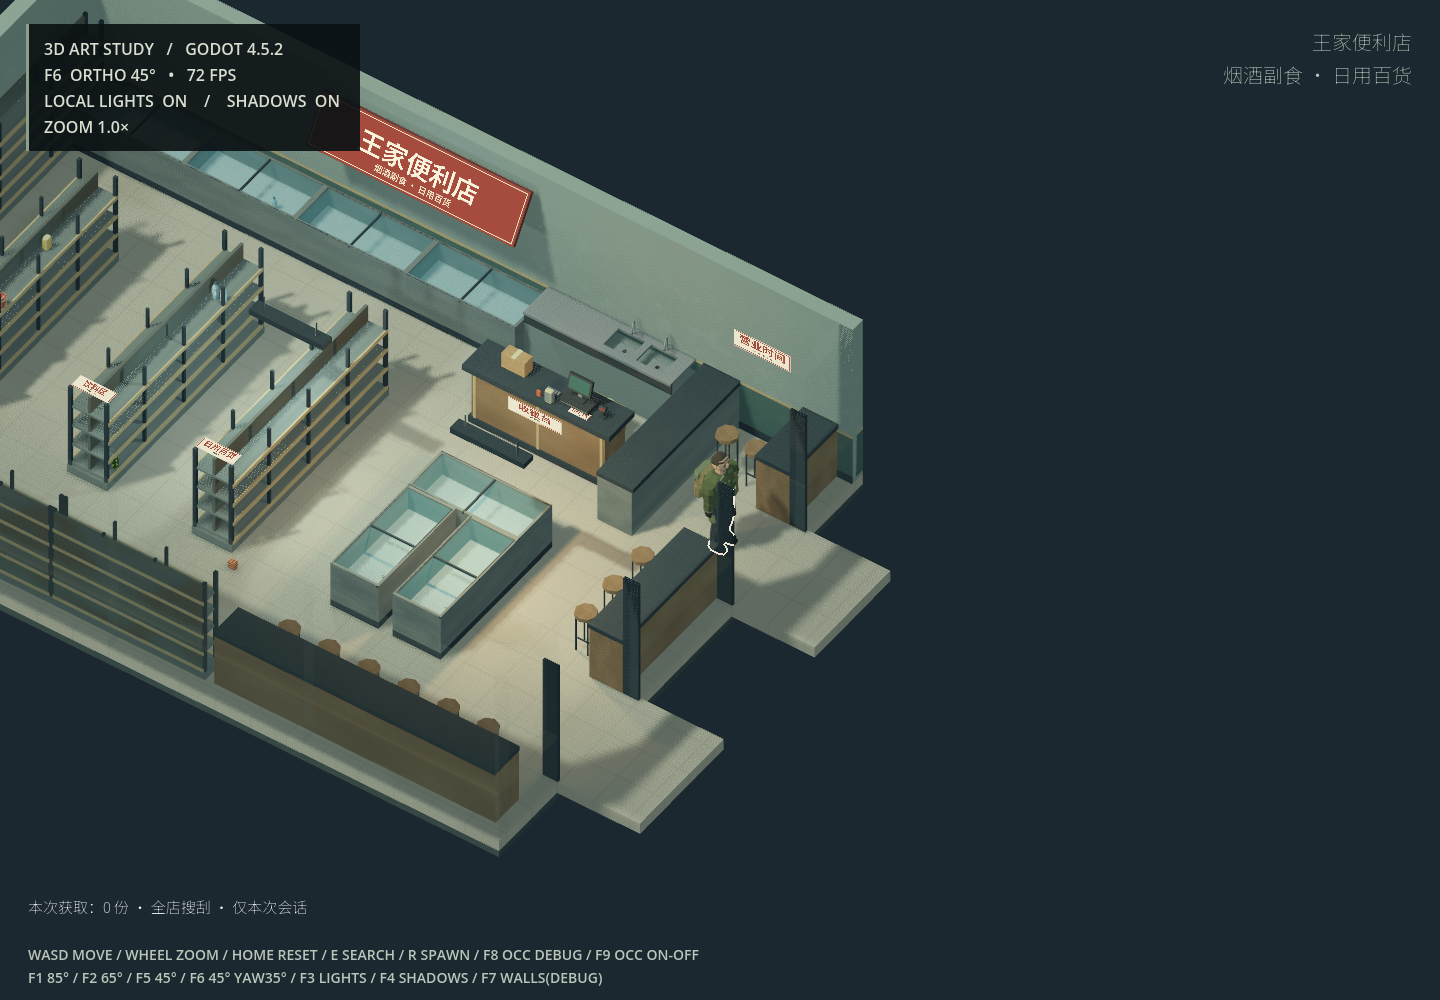 3D ART STUDY / GODOT 4.5.2
F6 ORTHO 45° • 72 FPS
LOCAL LIGHTS ON / SHADOWS ON
ZOOM 1.0×
王家便利店
烟酒副食 · 日用百货
王家便利店
烟酒副食 · 日用百货
营业时间
收银台
饮料区
日用百货
本次获取：0 份 · 全店搜刮 · 仅本次会话
WASD MOVE / WHEEL ZOOM / HOME RESET / E SEARCH / R SPAWN / F8 OCC DEBUG / F9 OCC ON-OFF
F1 85° / F2 65° / F5 45° / F6 45° YAW35° / F3 LIGHTS / F4 SHADOWS / F7 WALLS(DEBUG)